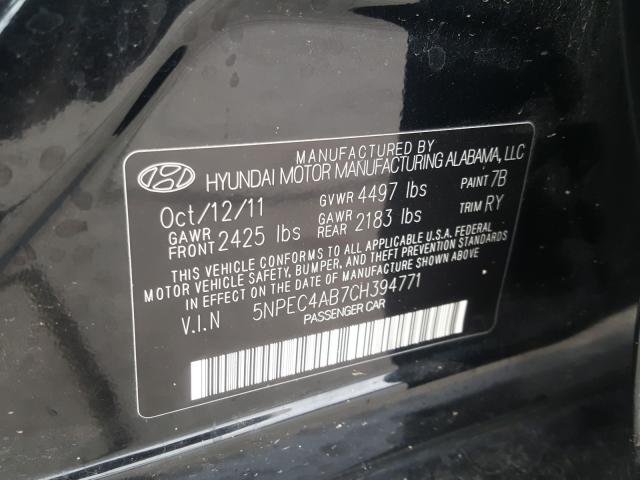 MANUFACTURED BY
HYUNDAI MOTOR MANUFACTURING ALABAMA, LLC
Oct/12/11 GVWR 4497 lbs PAINT 7B
GAWR FRONT 2425 lbs GAWR REAR 2183 lbs TRIM RY
THIS VEHICLE CONFORMS TO ALL APPLICABLE U.S.A. FEDERAL
MOTOR VEHICLE SAFETY, BUMPER, AND THEFT PREVENTION STANDARDS
IN EFFECT ON THE DATE OF MANUFACTURE SHOWN ABOVE.
V.I.N 5NPEC4AB7CH394771
PASSENGER CAR